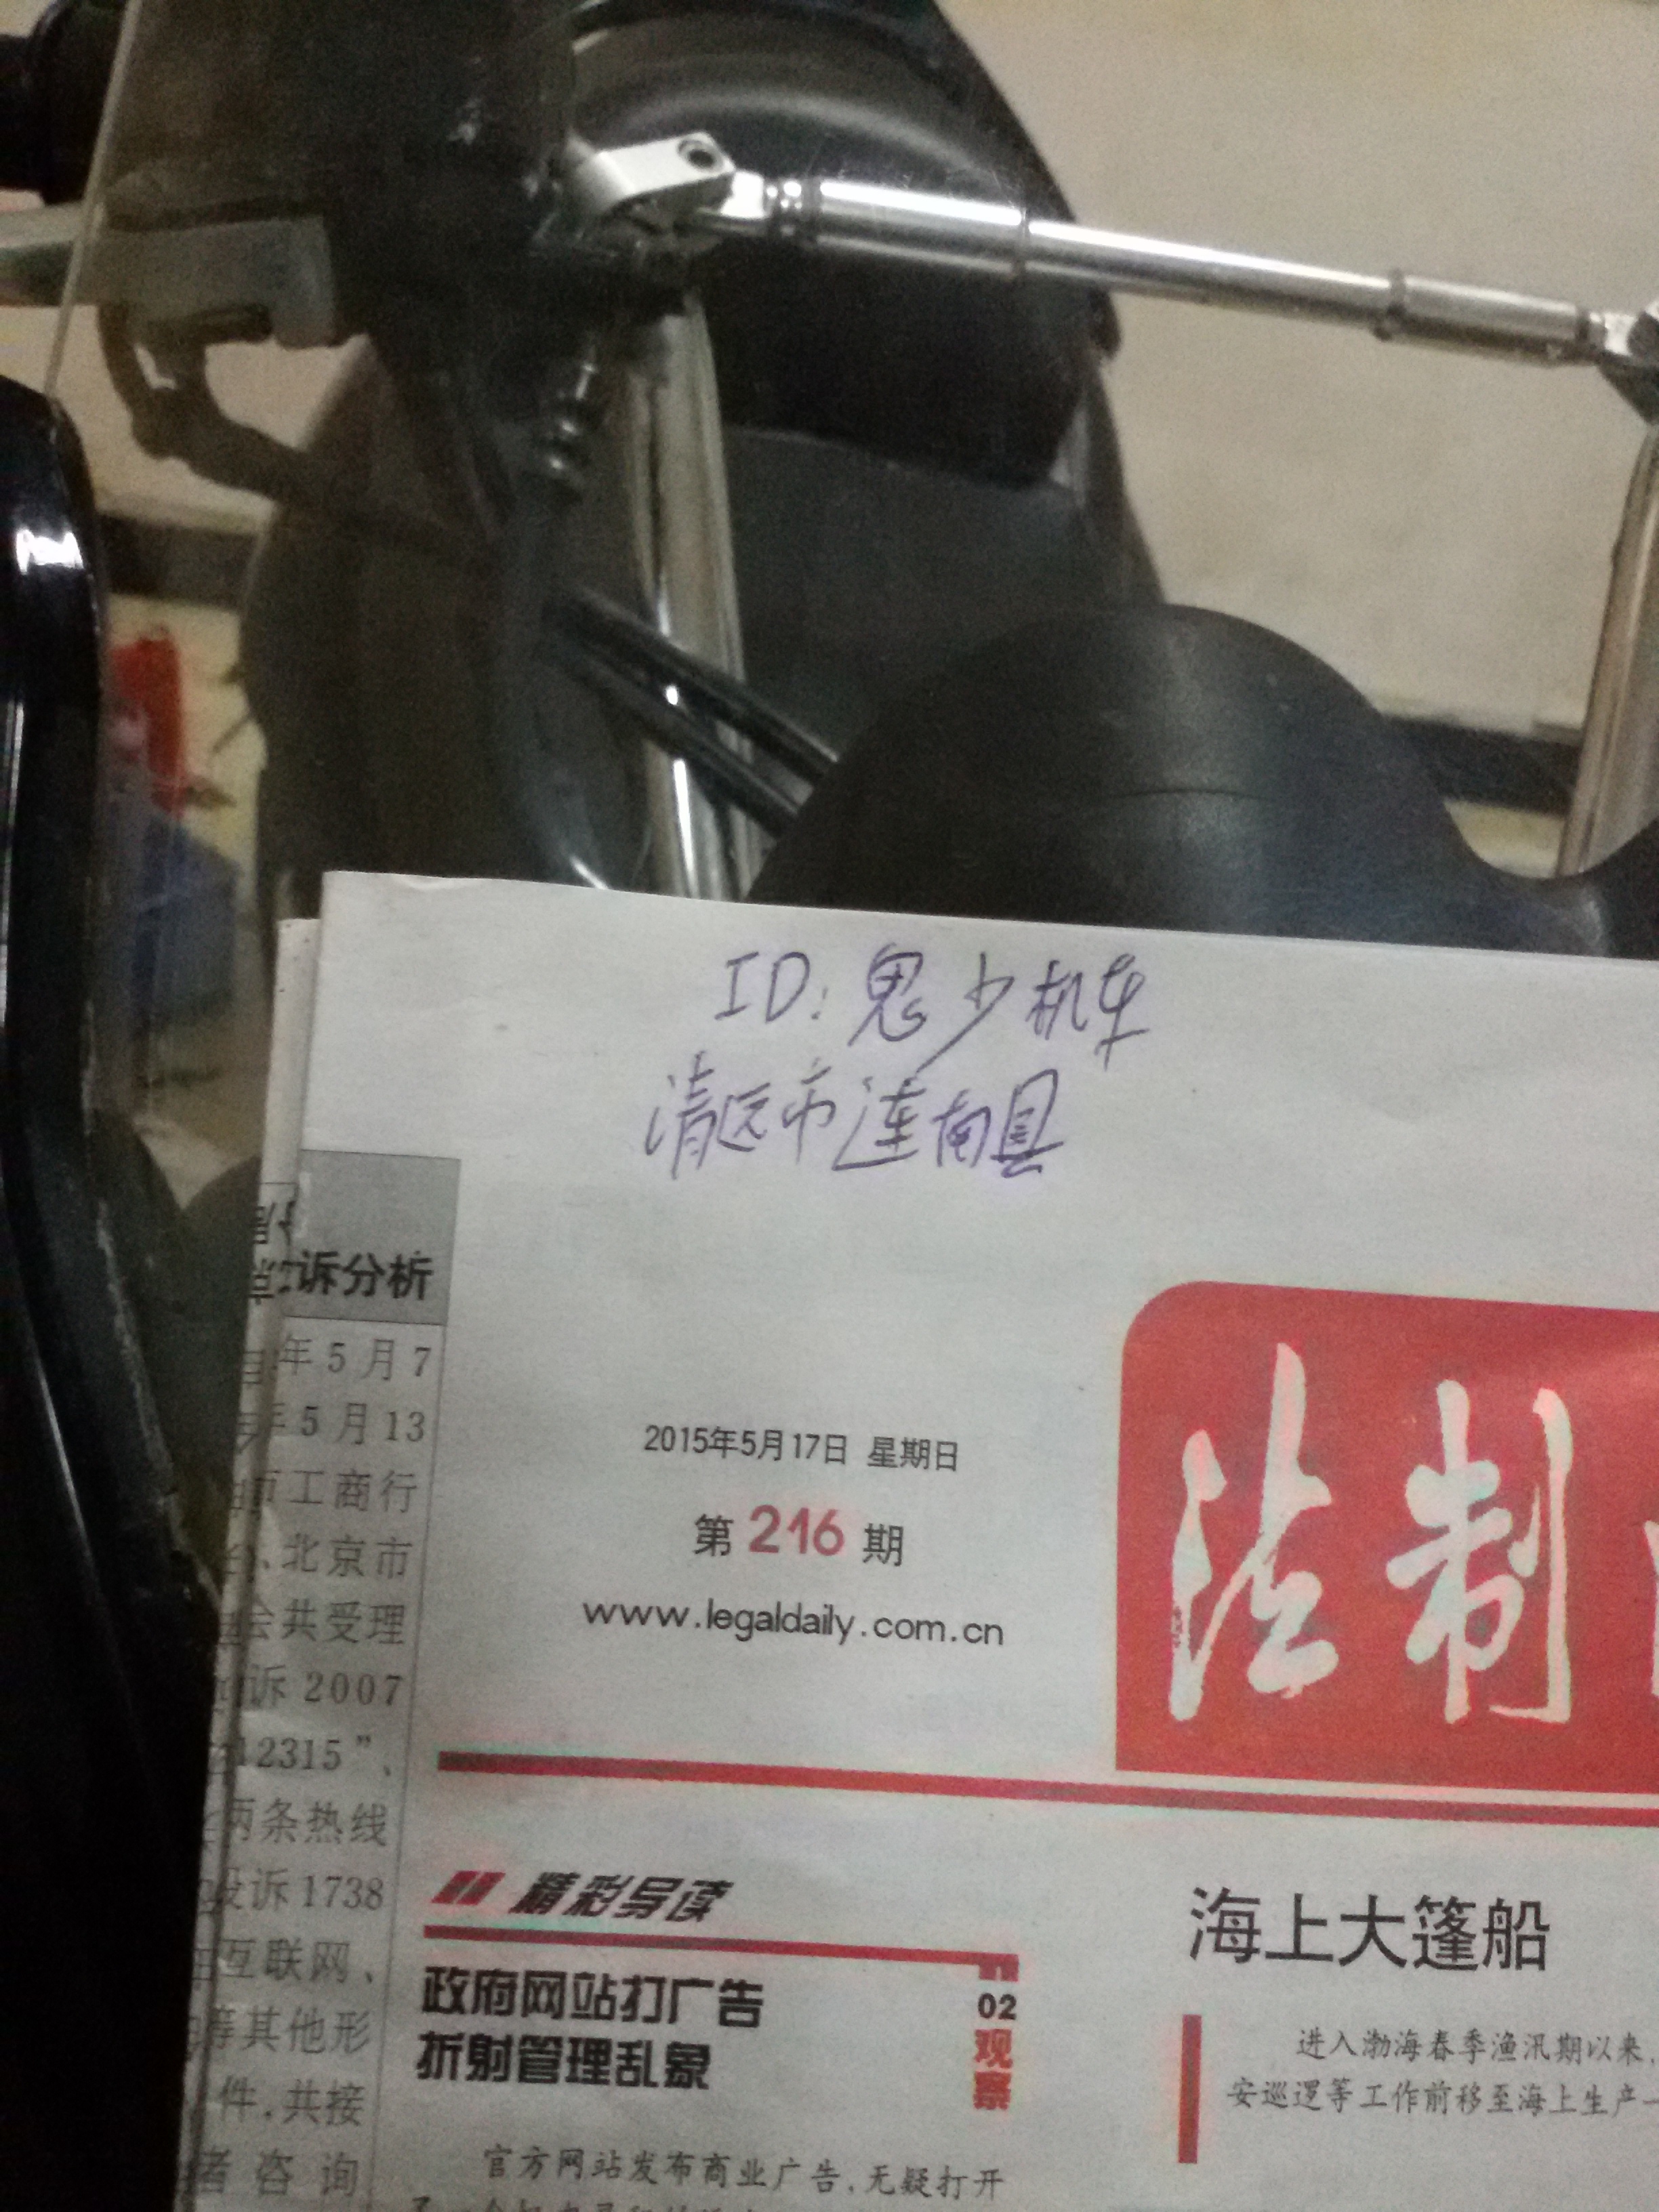 ID:鬼少机车
清远市连南县
诉分析
年5月7
年5月13
工商行
北京市
会共受理
诉2007
12315”、
两条热线
投诉1738
互联网、
等其他形
件,共接
者咨询
2015年5月17日 星期日
第216期
www.legaldaily.com.cn
法制
精彩导读
政府网站打广告
折射管理乱象
02
观察
官方网站发布商业广告,无疑打开
海上大篷船
进入渤海春季渔汛期以来,
安巡逻等工作前移至海上生产一